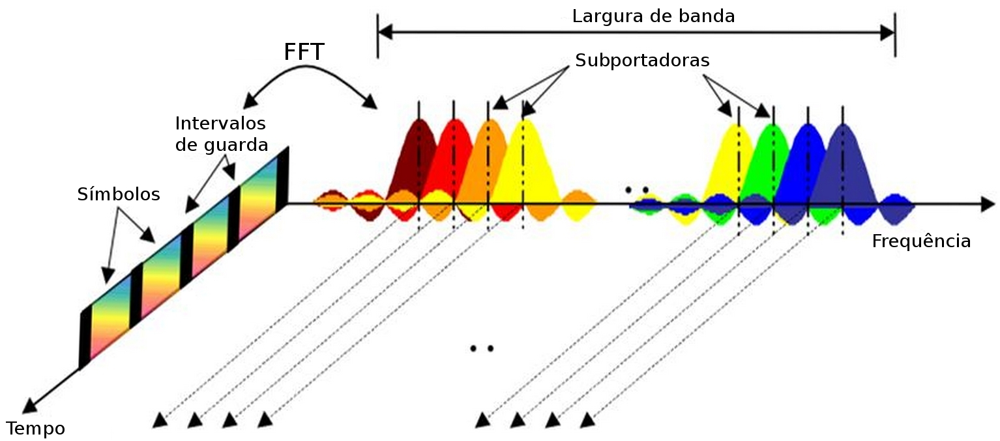 Largura de banda
FFT
Subportadoras
Intervalos
de guarda
Símbolos
Frequência
Tempo